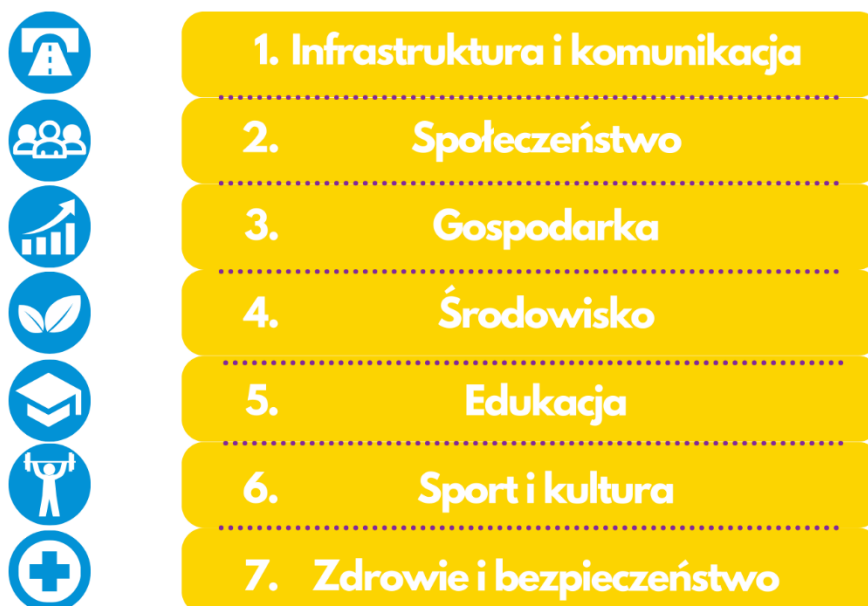 1. Infrastruktura i komunikacja
2. Społeczeństwo
3. Gospodarka
4. Środowisko
5. Edukacja
6. Sport i kultura
7. Zdrowie i bezpieczeństwo